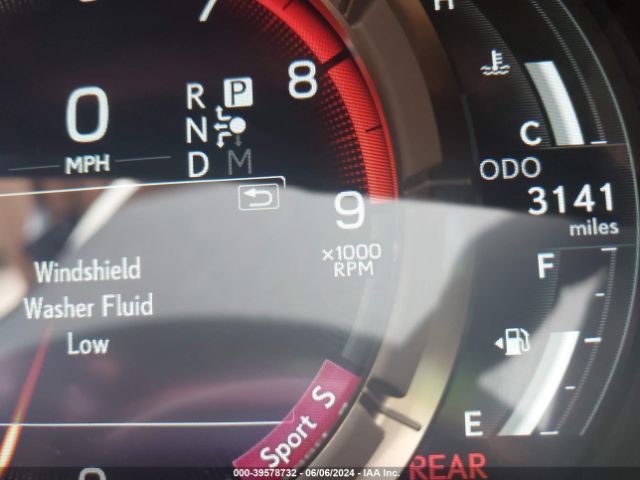 H
7
8
R P
0
N
MPH
D M
C
ODO
3141
miles
9
x1000
RPM
F
Windshield
Washer Fluid
Low
Sport S
E
REAR
000-39578732 - 06/06/2024 - IAA Inc.